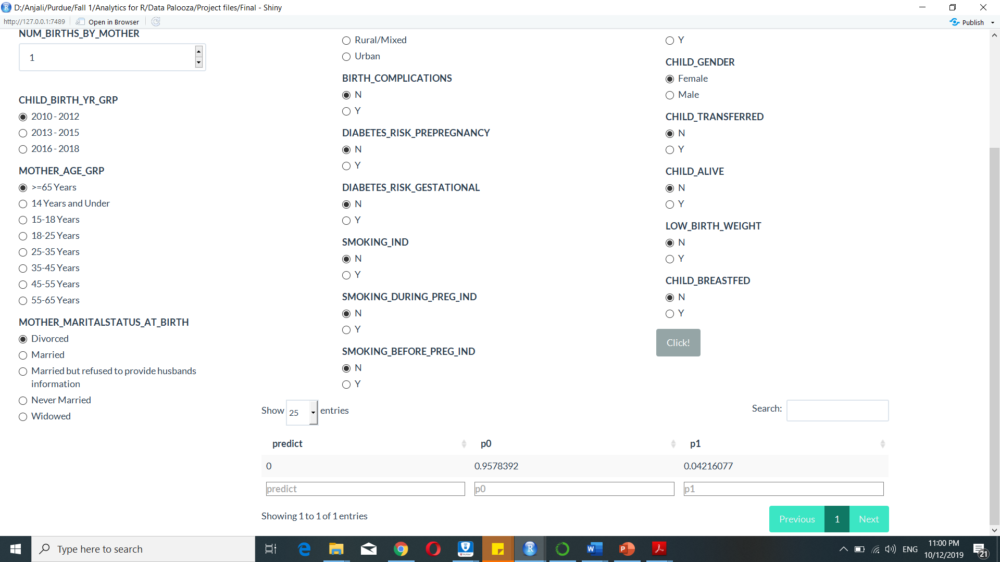 D:/Anjali/Purdue/Fall 1/Analytics for R/Data Palooza/Project files/Final - Shiny
http://127.0.0.1:7489
Open in Browser
Publish
NUM_BIRTHS_BY_MOTHER
1
CHILD_BIRTH_YR_GRP
2010 - 2012
2013 - 2015
2016 - 2018
MOTHER_AGE_GRP
>=65 Years
14 Years and Under
15-18 Years
18-25 Years
25-35 Years
35-45 Years
45-55 Years
55-65 Years
MOTHER_MARITALSTATUS_AT_BIRTH
Divorced
Married
Married but refused to provide husbands
information
Never Married
Widowed
Rural/Mixed
Urban
BIRTH_COMPLICATIONS
N
Y
DIABETES_RISK_PREPREGNANCY
N
Y
DIABETES_RISK_GESTATIONAL
N
Y
SMOKING_IND
N
Y
SMOKING_DURING_PREG_IND
N
Y
SMOKING_BEFORE_PREG_IND
N
Y
Y
CHILD_GENDER
Female
Male
CHILD_TRANSFERRED
N
Y
CHILD_ALIVE
N
Y
LOW_BIRTH_WEIGHT
N
Y
CHILD_BREASTFED
N
Y
Click!
Show 25 entries
Search:
predict p0 p1
0 0.9578392 0.04216077
predict p0 p1
Showing 1 to 1 of 1 entries
Previous 1 Next
Type here to search
ENG
11:00 PM
10/12/2019
21